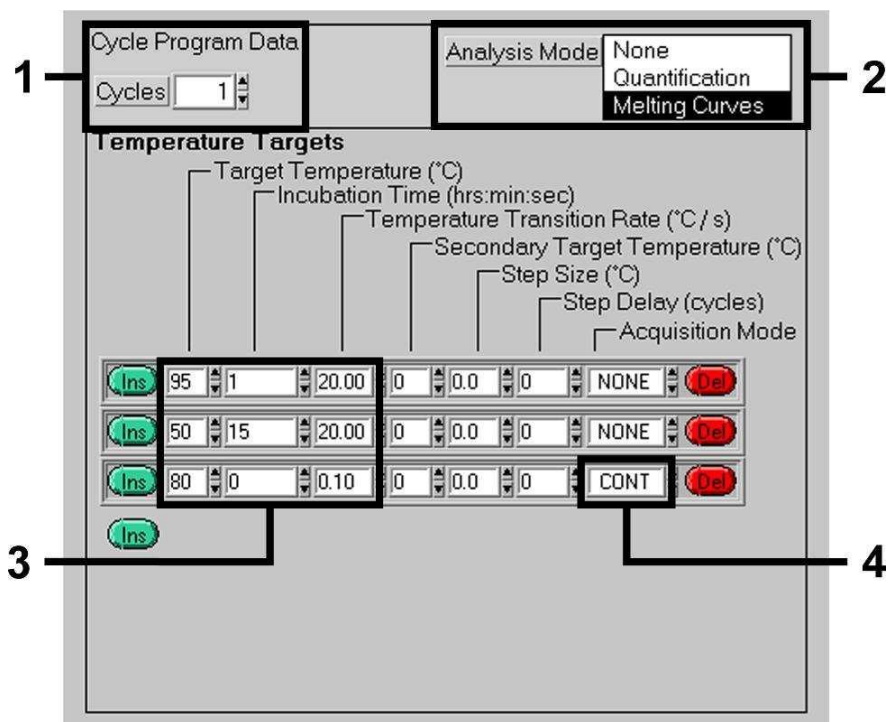 Cycle Program Data
Cycles 1
1
Analysis Mode None
Quantification
Melting Curves
2
Temperature Targets
Target Temperature (°C)
Incubation Time (hrs:min:sec)
Temperature Transition Rate (°C / s)
Secondary Target Temperature (°C)
Step Size (°C)
Step Delay (cycles)
Acquisition Mode
Ins 95 1 20.00 0 0.0 0 NONE Del
Ins 50 15 20.00 0 0.0 0 NONE Del
Ins 80 0 0.10 0 0.0 0 CONT Del
Ins
3
4